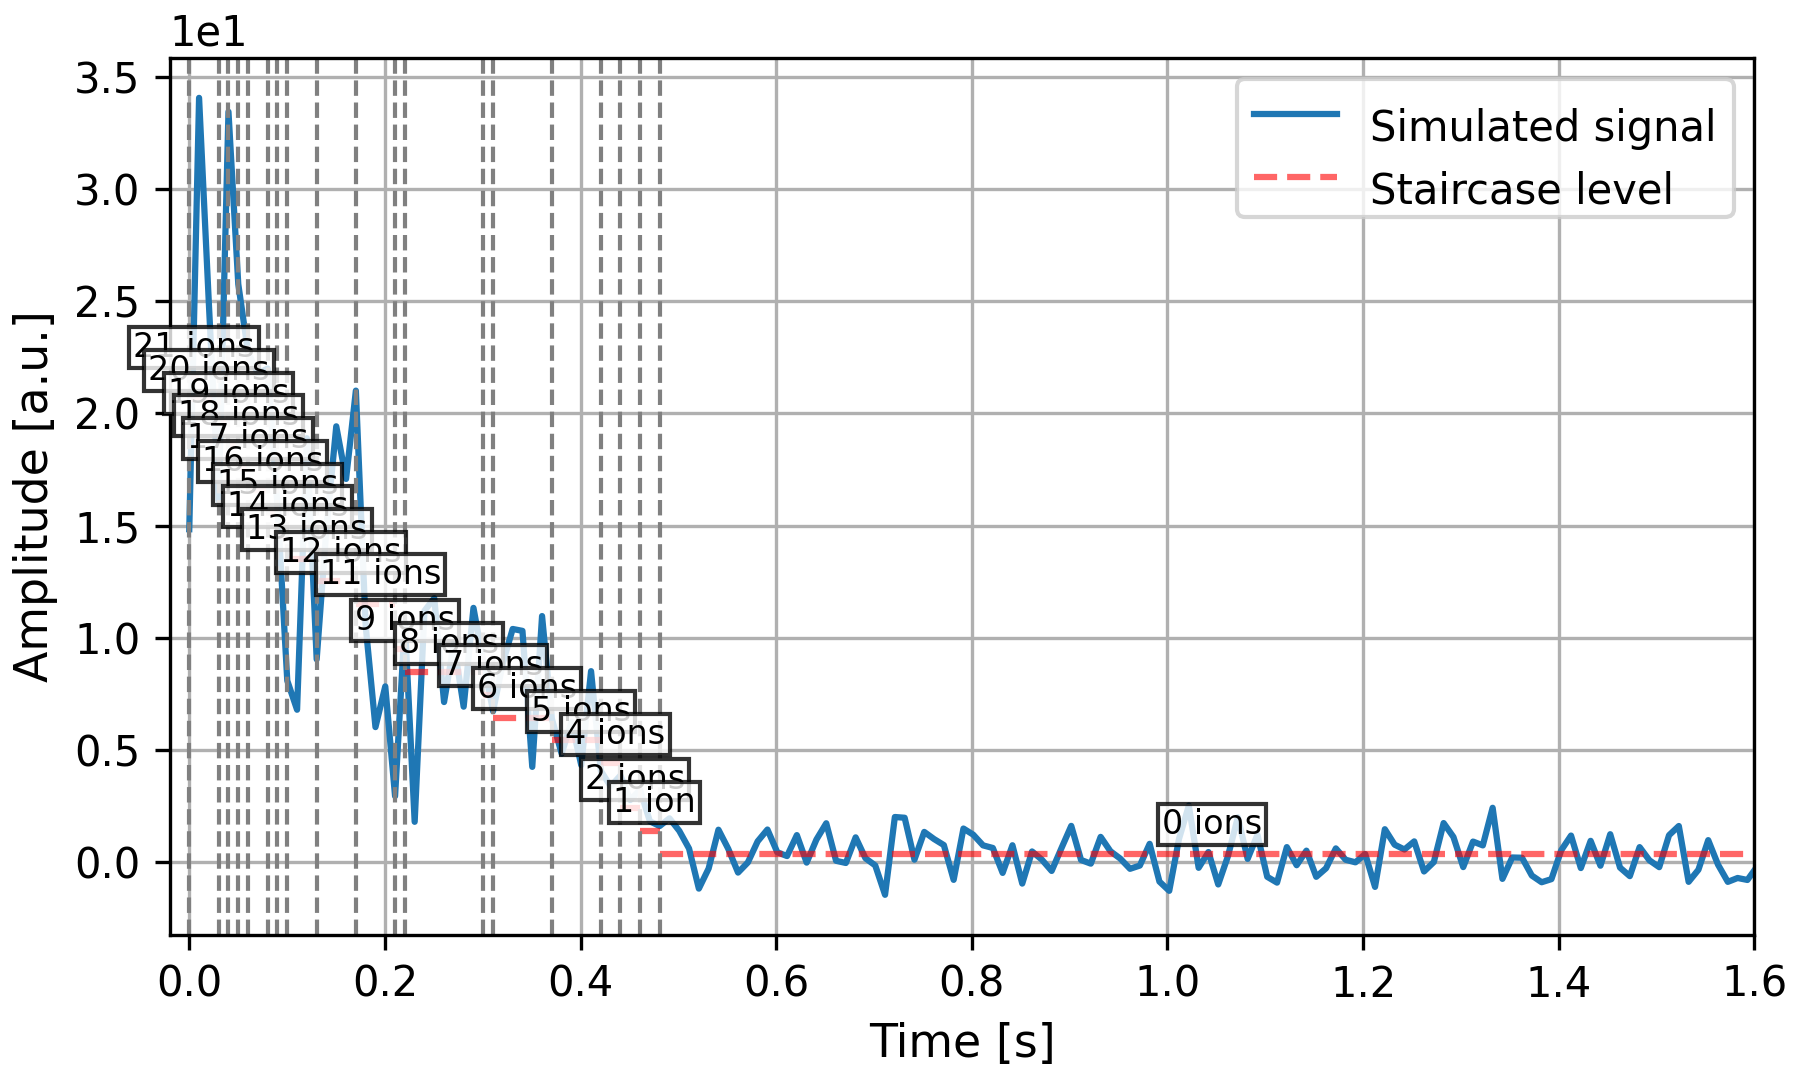 1e1
3.5
3.0
2.5
2.0
1.5
1.0
0.5
0.0
Amplitude [a.u.]
Simulated signal
Staircase level
21 ions
20 ions
19 ions
18 ions
17 ions
16 ions
15 ions
14 ions
13 ions
12 ions
11 ions
9 ions
8 ions
7 ions
6 ions
5 ions
4 ions
2 ions
1 ion
0 ions
0.0
0.2
0.4
0.6
0.8
1.0
1.2
1.4
1.6
Time [s]